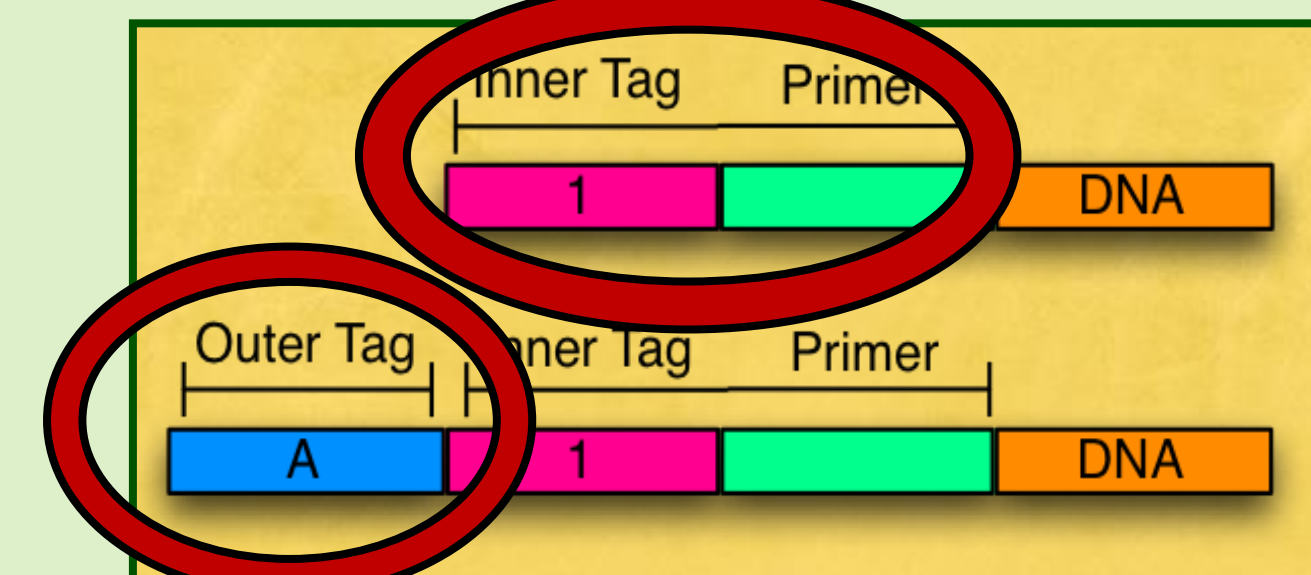 Inner Tag Primer
1 DNA
Outer Tag Inner Tag Primer
A 1 DNA